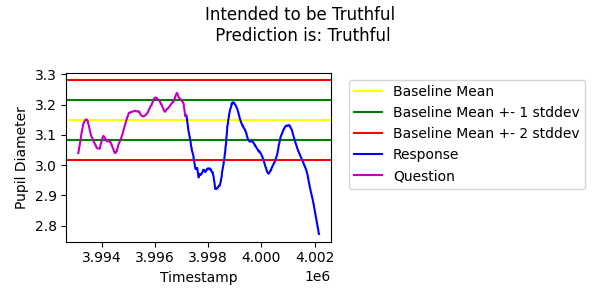 Intended to be Truthful
Prediction is: Truthful
3.3
3.2
3.1
3.0
2.9
2.8
Pupil Diameter
3.994 3.996 3.998 4.000 4.002
1e6
Timestamp
Baseline Mean
Baseline Mean +- 1 stddev
Baseline Mean +- 2 stddev
Response
Question